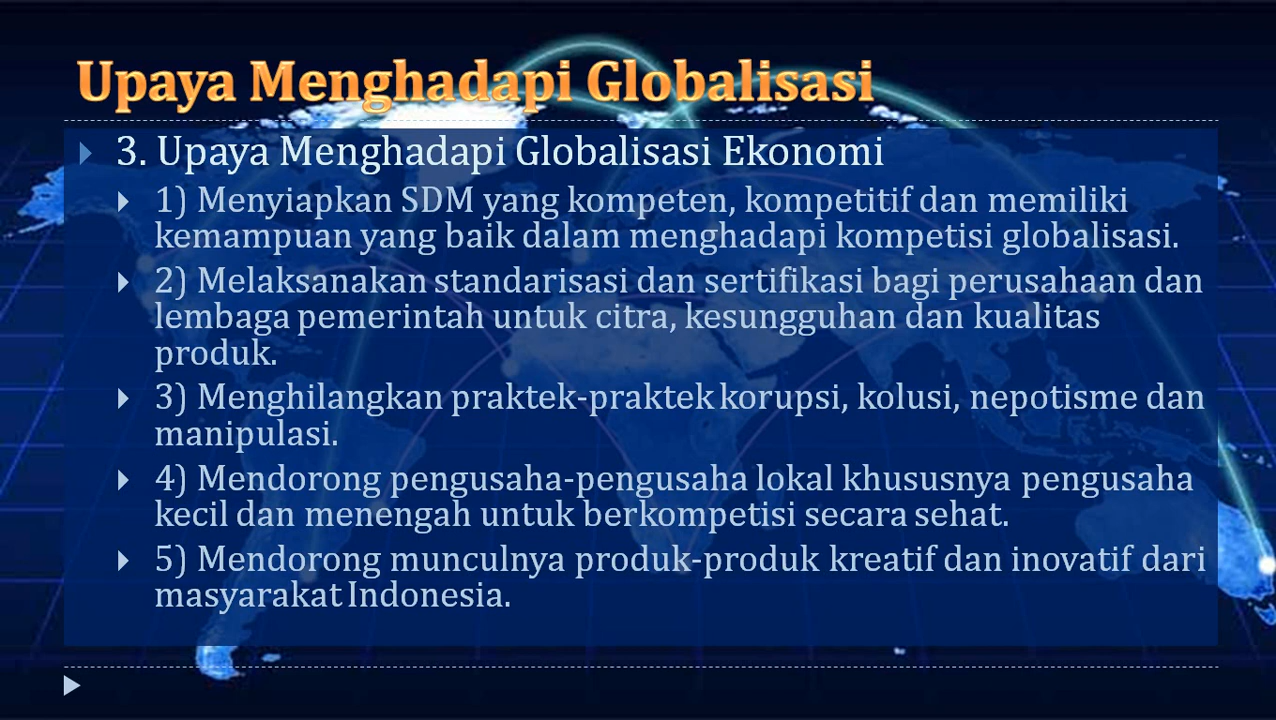 Upaya Menghadapi Globalisasi
3. Upaya Menghadapi Globalisasi Ekonomi
1) Menyiapkan SDM yang kompeten, kompetitif dan memiliki
kemampuan yang baik dalam menghadapi kompetisi globalisasi.
2) Melaksanakan standarisasi dan sertifikasi bagi perusahaan dan
lembaga pemerintah untuk citra, kesungguhan dan kualitas
produk.
3) Menghilangkan praktek-praktek korupsi, kolusi, nepotisme dan
manipulasi.
4) Mendorong pengusaha-pengusaha lokal khususnya pengusaha
kecil dan menengah untuk berkompetisi secara sehat.
5) Mendorong munculnya produk-produk kreatif dan inovatif dari
masyarakat Indonesia.